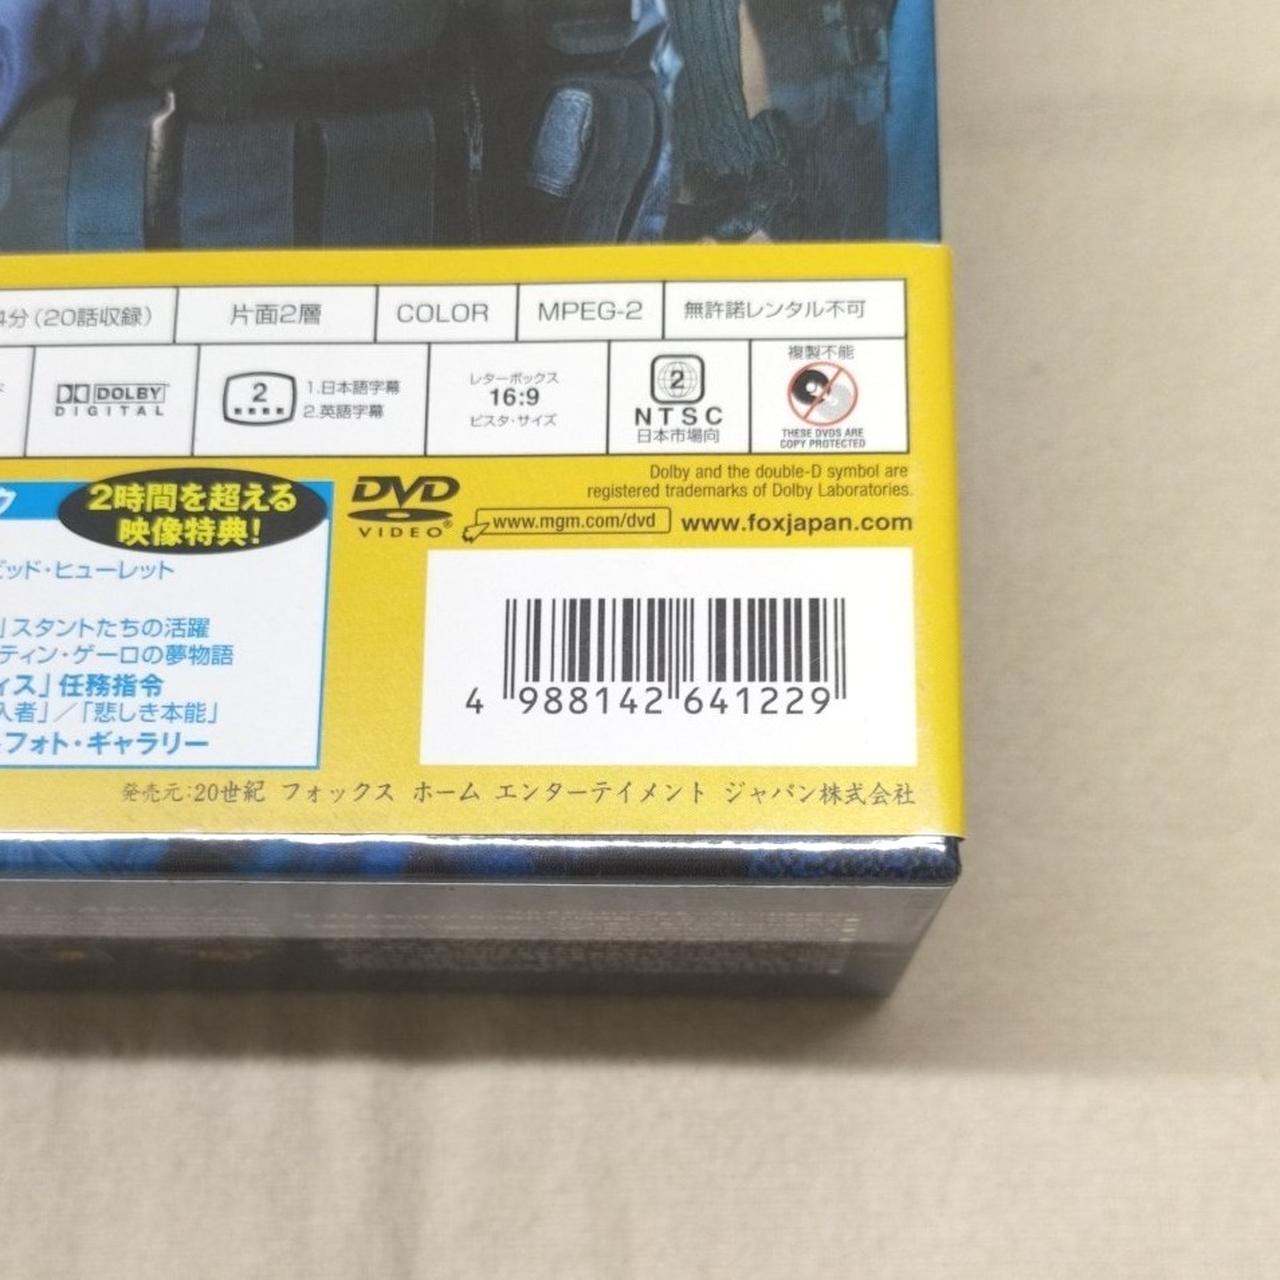 4分（20話収録）
片面2層
COLOR
MPEG-2
無許諾レンタル不可
DOLBY
DIGITAL
2
1.日本語字幕
2.英語字幕
レターボックス
16:9
ビスタ・サイズ
2
NTSC
日本市場向
複製不能
THESE DVDS ARE
COPY PROTECTED
ク
2時間を超える
映像特典！
ビッド・ヒューレット
」スタントたちの活躍
ティン・ゲーロの夢物語
ィス」任務指令
入者」／「悲しき本能」
フォト・ギャラリー
DVD
VIDEO®
Dolby and the double-D symbol are
registered trademarks of Dolby Laboratories.
www.mgm.com/dvd
www.foxjapan.com
4 988142 641229
発売元:20世紀 フォックス ホーム エンターテイメント ジャパン株式会社